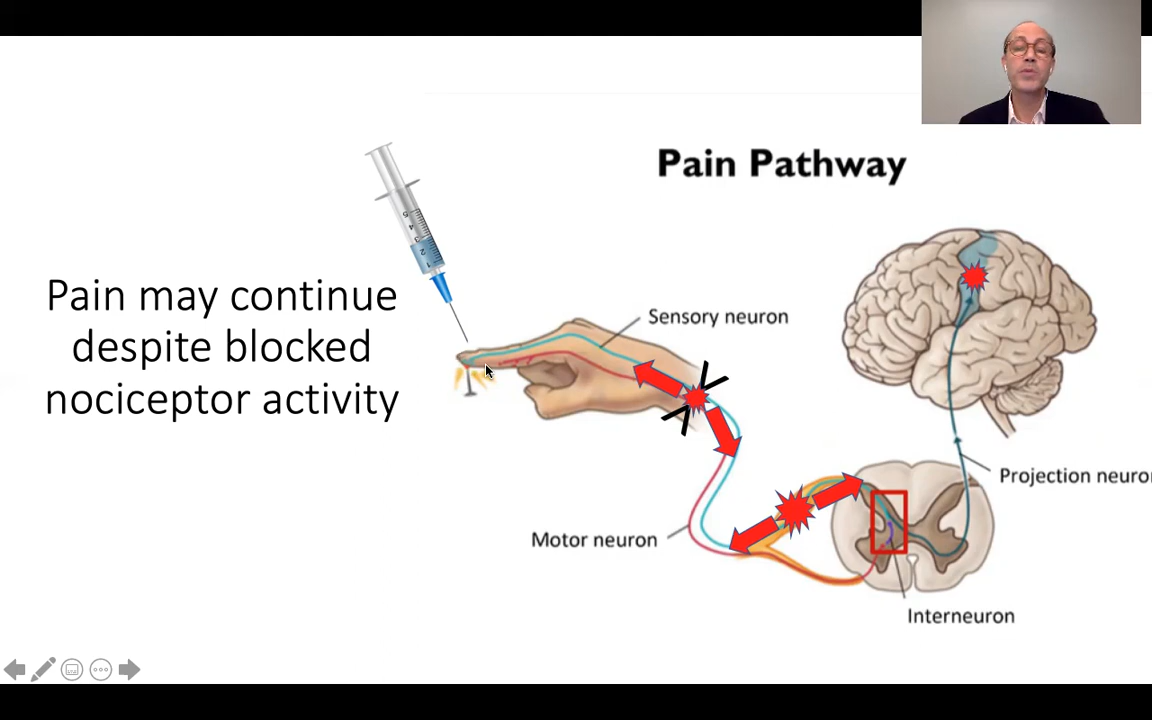 Pain Pathway
Pain may continue
despite blocked
nociceptor activity
Sensory neuron
Motor neuron
Projection neuro
Interneuron